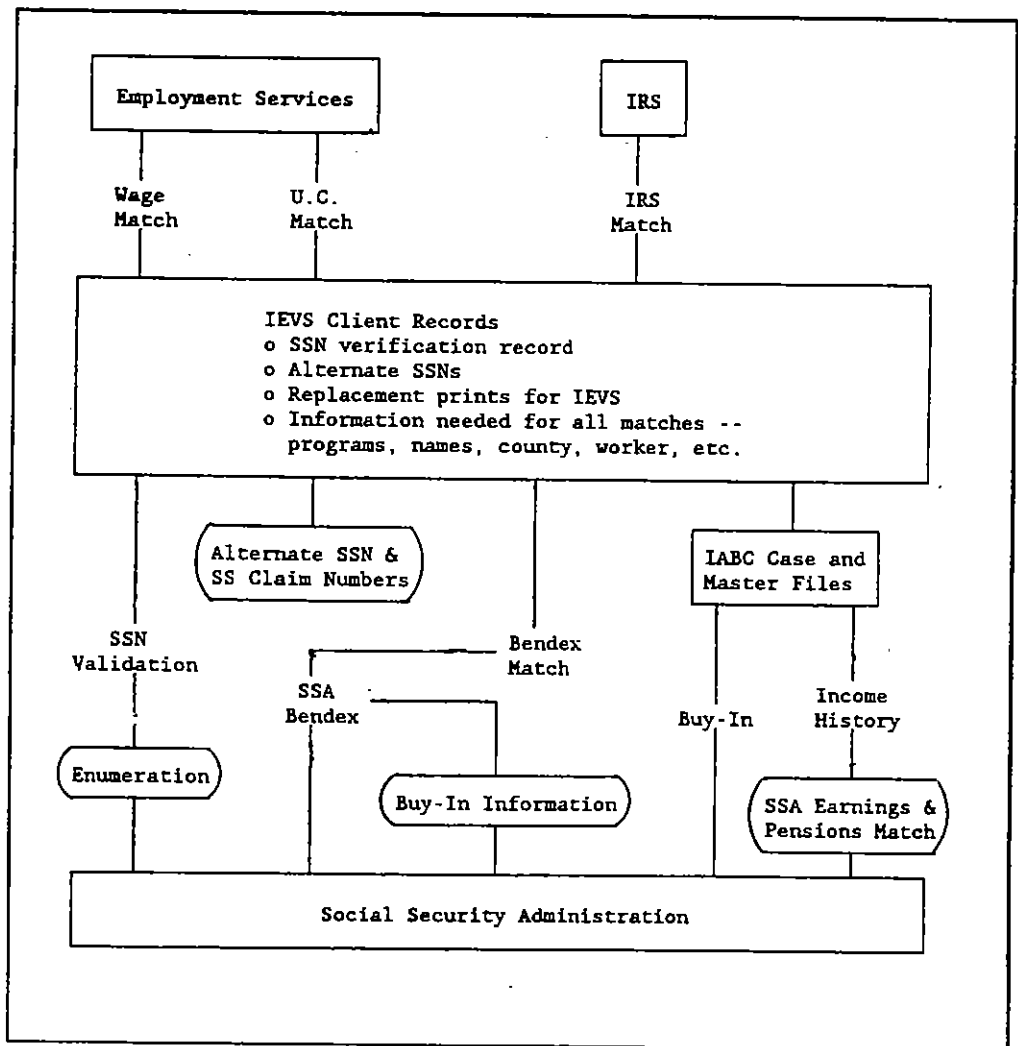 Employment Services
IRS
Wage
Match
U.C.
Match
IRS
Match
IEVS Client Records
o SSN verification record
o Alternate SSNs
o Replacement prints for IEVS
o Information needed for all matches --
programs, names, county, worker, etc.
Alternate SSN &
SS Claim Numbers
IABC Case and
Master Files
SSN
Validation
Bendex
Match
SSA
Bendex
Buy-In
Income
History
Enumeration
Buy-In Information
SSA Earnings &
Pensions Match
Social Security Administration